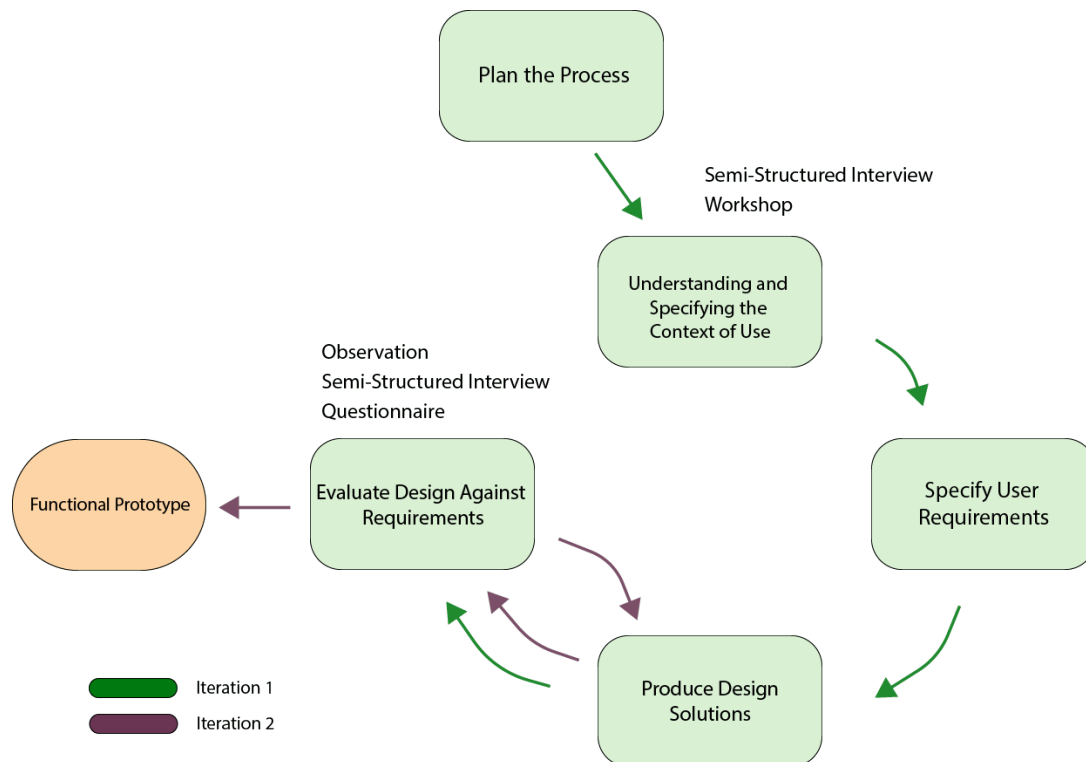 Plan the Process
Semi-Structured Interview
Workshop
Understanding and
Specifying the
Context of Use
Observation
Semi-Structured Interview
Questionnaire
Functional Prototype
Evaluate Design Against
Requirements
Specify User
Requirements
Produce Design
Solutions
Iteration 1
Iteration 2